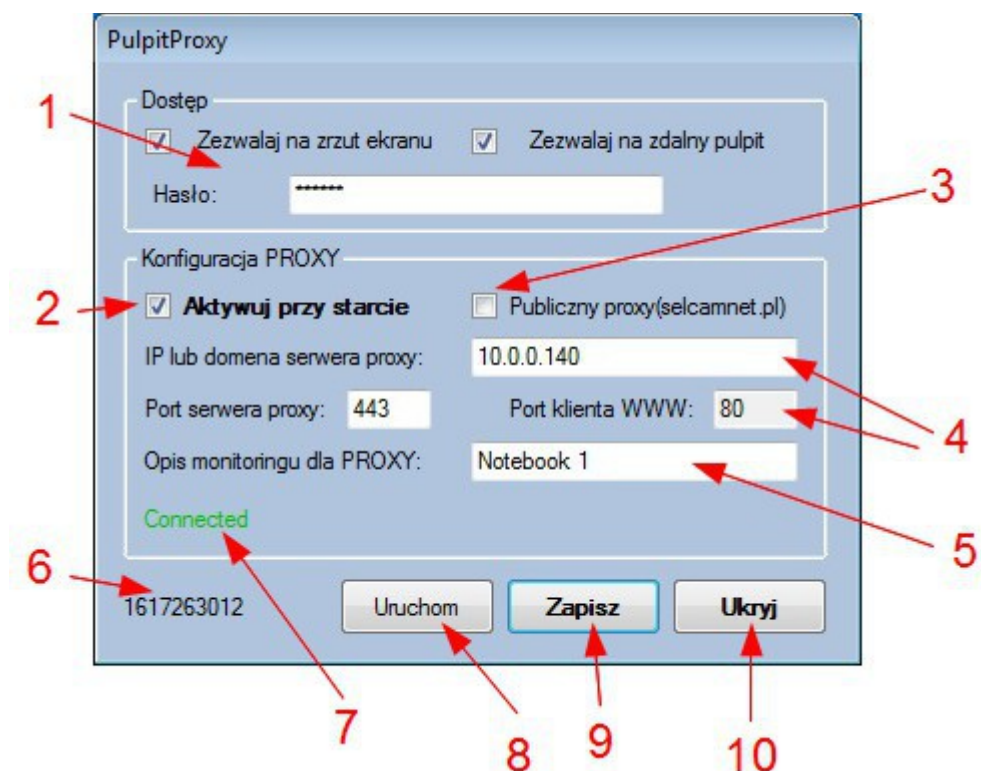 PulpitProxy
Dostęp
1
Zezwalaj na zrzut ekranu Zezwalaj na zdalny pulpit
3
Hasło: ******
Konfiguracja PROXY
2 Aktywuj przy starcie Publiczny proxy(selcamnet.pl)
IP lub domena serwera proxy: 10.0.0.140
Port serwera proxy: 443 Port klienta WWW: 80 4
Opis monitoringu dla PROXY: Notebook 1
Connected
5
6
1617263012 Uruchom Zapisz Ukryj
7 8 9 10